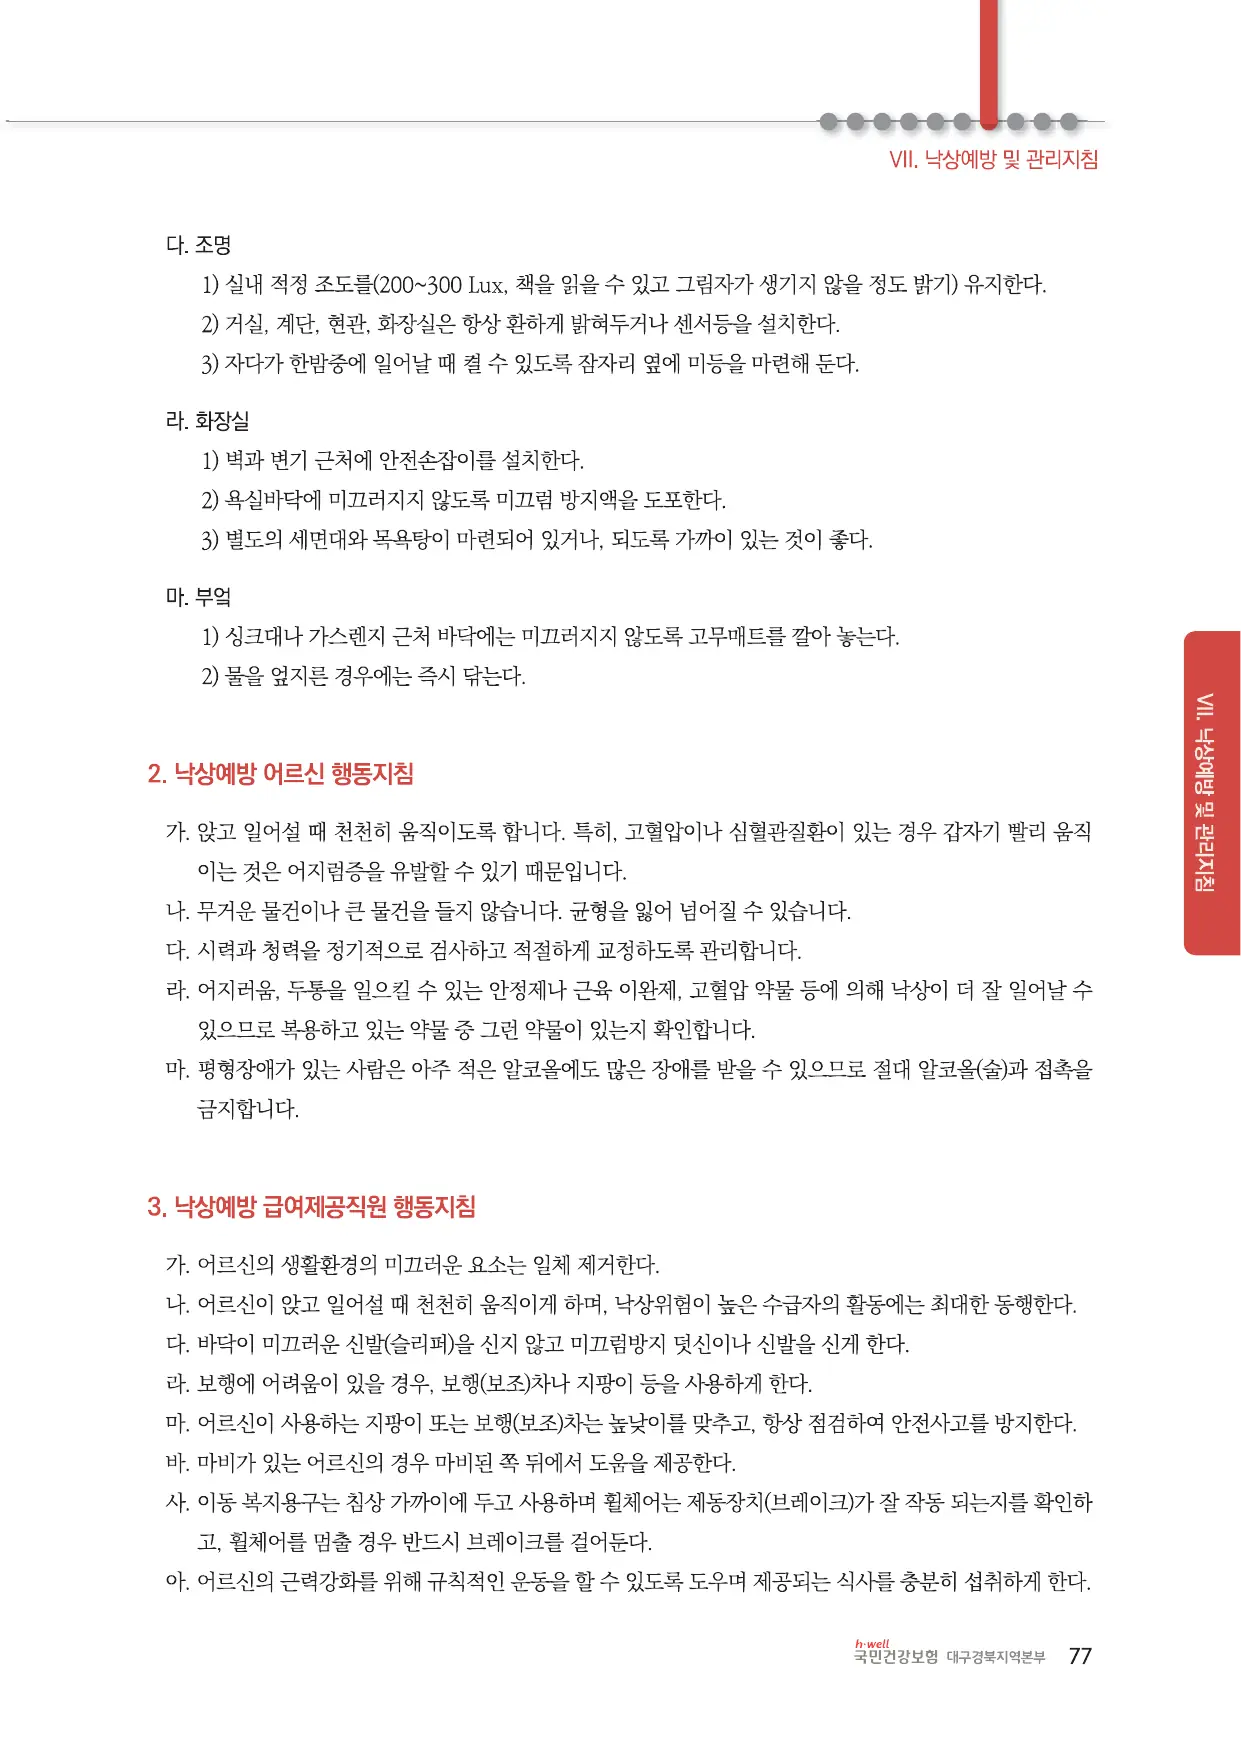 VII. 낙상예방 및 관리지침
다. 조명
1) 실내 적정 조도를(200~300 Lux, 책을 읽을 수 있고 그림자가 생기지 않을 정도 밝기) 유지한다.
2) 거실, 계단, 현관, 화장실은 항상 환하게 밝혀두거나 센서등을 설치한다.
3) 자다가 한밤중에 일어날 때 켤 수 있도록 잠자리 옆에 미등을 마련해 둔다.
라. 화장실
1) 벽과 변기 근처에 안전손잡이를 설치한다.
2) 욕실바닥에 미끄러지지 않도록 미끄럼 방지액을 도포한다.
3) 별도의 세면대와 목욕탕이 마련되어 있거나, 되도록 가까이 있는 것이 좋다.
마. 부엌
1) 싱크대나 가스렌지 근처 바닥에는 미끄러지지 않도록 고무매트를 깔아 놓는다.
2) 물을 엎지른 경우에는 즉시 닦는다.
VII. 낙상예방 및 관리지침
2. 낙상예방 어르신 행동지침
가. 앉고 일어설 때 천천히 움직이도록 합니다. 특히, 고혈압이나 심혈관질환이 있는 경우 갑자기 빨리 움직
이는 것은 어지럼증을 유발할 수 있기 때문입니다.
나. 무거운 물건이나 큰 물건을 들지 않습니다. 균형을 잃어 넘어질 수 있습니다.
다. 시력과 청력을 정기적으로 검사하고 적절하게 교정하도록 관리합니다.
라. 어지러움, 두통을 일으킬 수 있는 안정제나 근육 이완제, 고혈압 약물 등에 의해 낙상이 더 잘 일어날 수
있으므로 복용하고 있는 약물 중 그런 약물이 있는지 확인합니다.
마. 평형장애가 있는 사람은 아주 적은 알코올에도 많은 장애를 받을 수 있으므로 절대 알코올(술)과 접촉을
금지합니다.
3. 낙상예방 급여제공직원 행동지침
가. 어르신의 생활환경의 미끄러운 요소는 일체 제거한다.
나. 어르신이 앉고 일어설 때 천천히 움직이게 하며, 낙상위험이 높은 수급자의 활동에는 최대한 동행한다.
다. 바닥이 미끄러운 신발(슬리퍼)을 신지 않고 미끄럼방지 덧신이나 신발을 신게 한다.
라. 보행에 어려움이 있을 경우, 보행(보조)차나 지팡이 등을 사용하게 한다.
마. 어르신이 사용하는 지팡이 또는 보행(보조)차는 높낮이를 맞추고, 항상 점검하여 안전사고를 방지한다.
바. 마비가 있는 어르신의 경우 마비된 쪽 뒤에서 도움을 제공한다.
사. 이동 복지용구는 침상 가까이에 두고 사용하며 휠체어는 제동장치(브레이크)가 잘 작동 되는지를 확인하
고, 휠체어를 멈출 경우 반드시 브레이크를 걸어둔다.
아. 어르신의 근력강화를 위해 규칙적인 운동을 할 수 있도록 도우며 제공되는 식사를 충분히 섭취하게 한다.
h·well
국민건강보험 대구경북지역본부 77